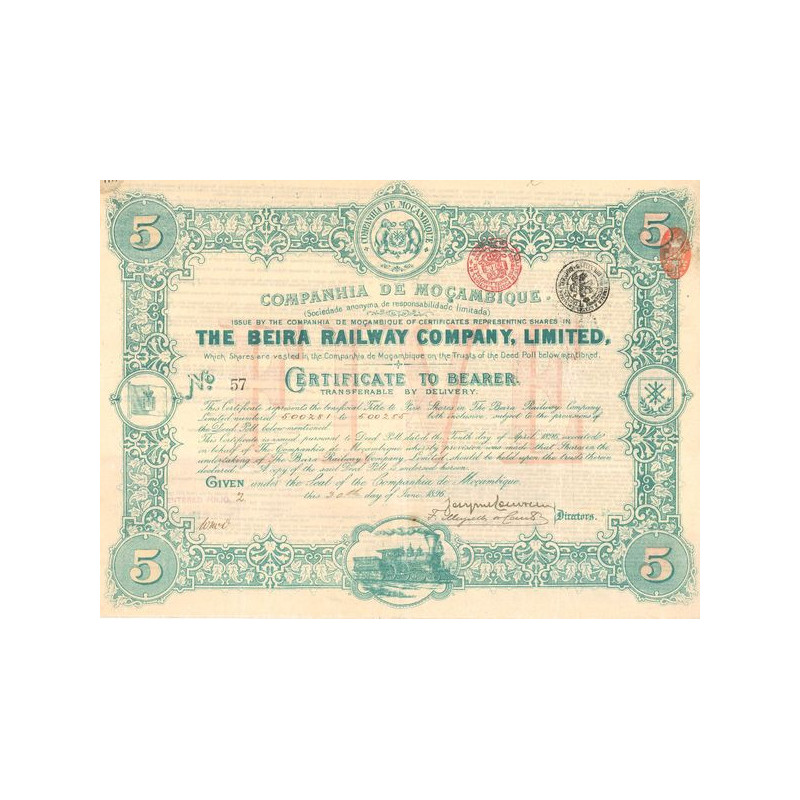 5
5
COMPANHIA DE MOÇAMBIQUE
COMPANHIA DE MOÇAMBIQUE.
(Sociedade anonyma de responsabilidade limitada)
ISSUE BY THE COMPANHIA DE MOÇAMBIQUE OF CERTIFICATES REPRESENTING SHARES IN
THE BEIRA RAILWAY COMPANY, LIMITED,
Which Shares are vested in the Companhia de Moçambique on the Trusts of the Deed Poll below mentioned.
No. 57
CERTIFICATE TO BEARER.
TRANSFERABLE BY DELIVERY.
This Certificate represents the beneficial Title to Five Shares in The Beira Railway Company
Limited numbered 500281 to 500285 both inclusive, subject to the provisions of
the Deed Poll below mentioned.
This Certificate is issued pursuant to Deed Poll dated the Tenth day of April 1896, executed
on behalf of The Companhia de Moçambique whereby provision was made that Shares in the
undertaking of The Beira Railway Company, Limited, should be held upon the trusts therein
declared. A copy of the said Deed Poll is endorsed hereon.
GIVEN under the Seal of the Companhia de Moçambique.
this 20th day of June 1896.
2
Directors.
5
5